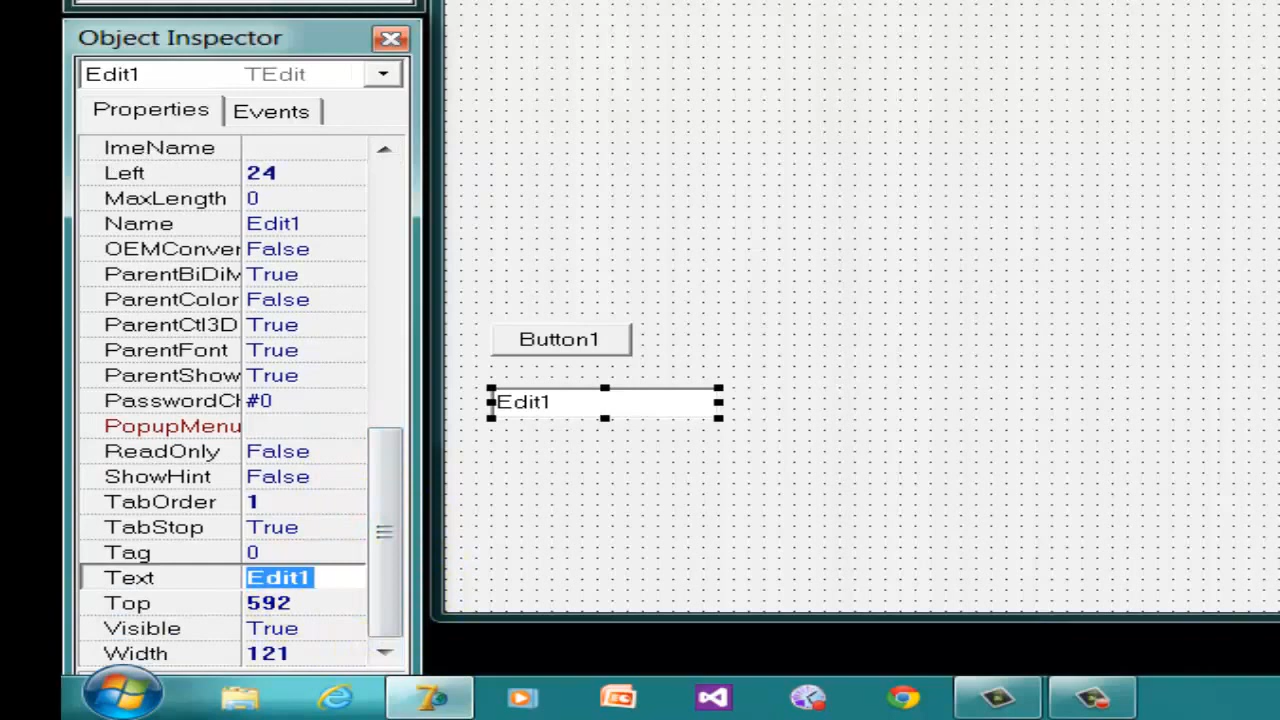 Object Inspector
Edit1 TEdit
Properties Events
ImeName
Left 24
MaxLength 0
Name Edit1
OEMConver False
ParentBiDiM True
ParentColor False
ParentCtl3D True
ParentFont True
ParentShow True
PasswordCh #0
PopupMenu
ReadOnly False
ShowHint False
TabOrder 1
TabStop True
Tag 0
Text Edit1
Top 592
Visible True
Width 121
Button1
Edit1